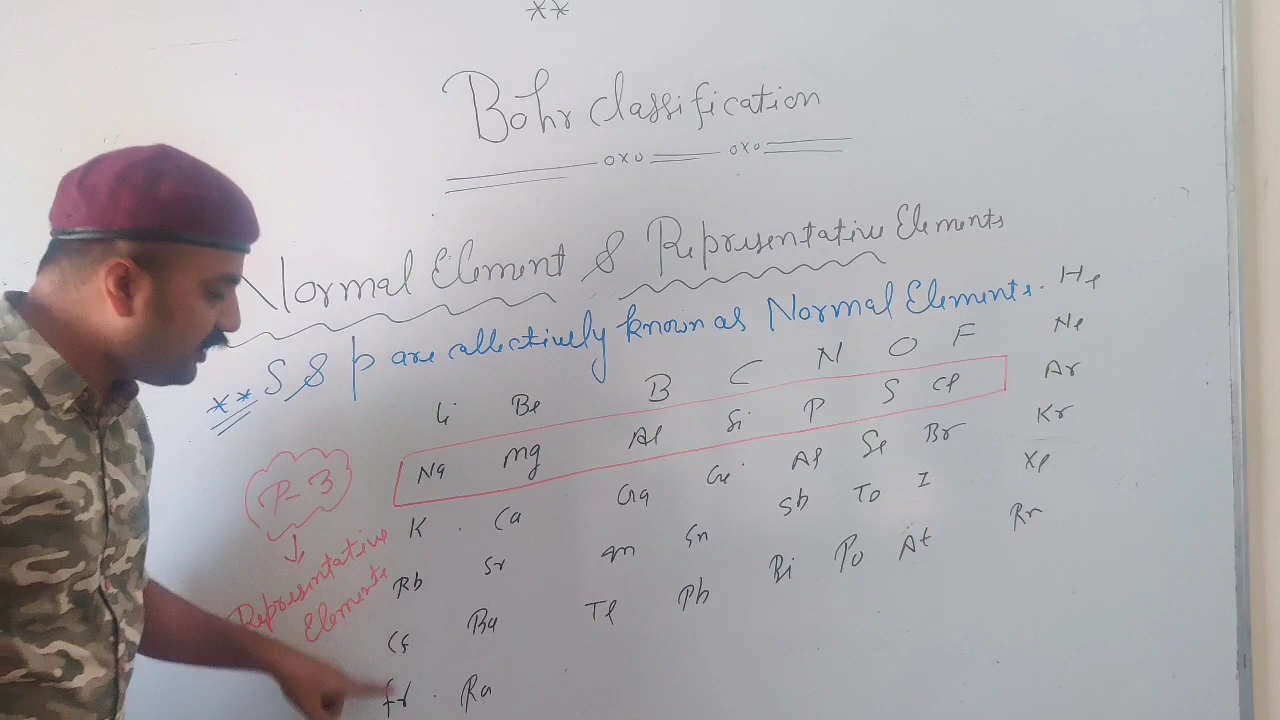 **
Bohr classification
oxo oxo
Normal Element & Representative Elements
** S & p are collectively known as Normal Elements. He
Li Be B C N O F Ne
Na Mg Al Si P S Cl Ar
K Ca Ga Ge As Se Br Kr
Rb Sr In Sn Sb Te I Xe
Cs Ba Tl Pb Bi Po At Rn
Fr Ra
P-3
Representative
Elements